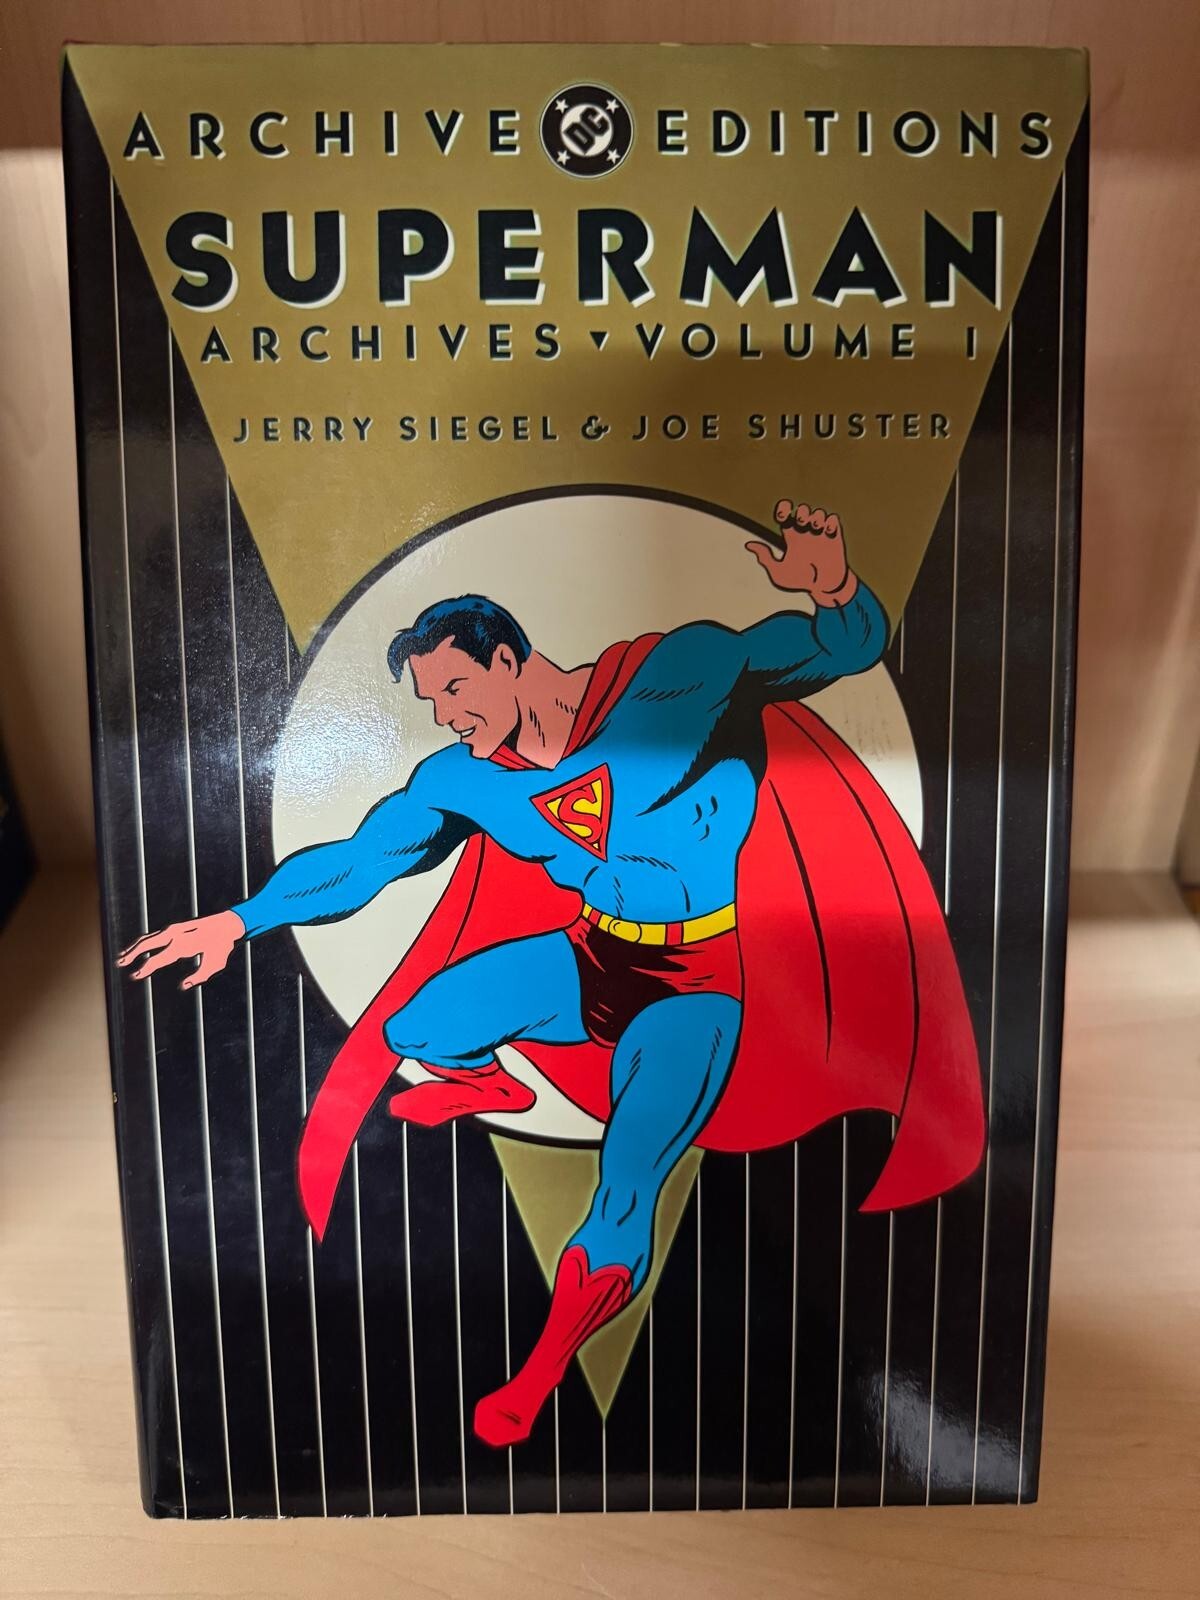 ARCHIVE DC EDITIONS
SUPERMAN
ARCHIVES ▾ VOLUME 1
JERRY SIEGEL & JOE SHUSTER
S